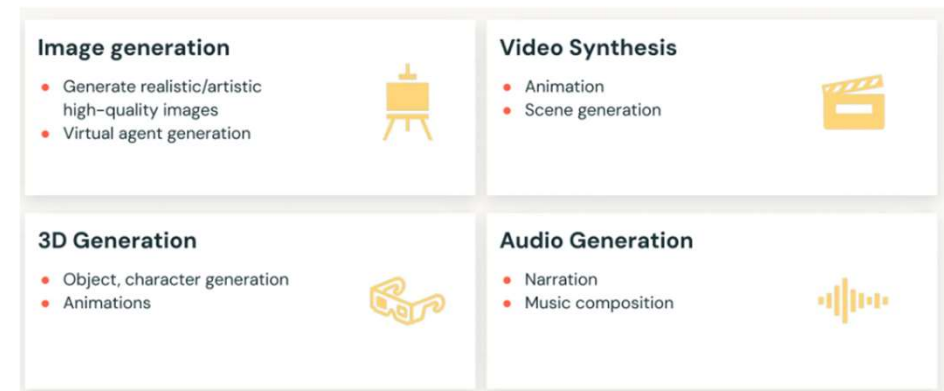 Image generation
Generate realistic/artistic
high-quality images
Virtual agent generation
Video Synthesis
Animation
Scene generation
3D Generation
Object, character generation
Animations
Audio Generation
Narration
Music composition